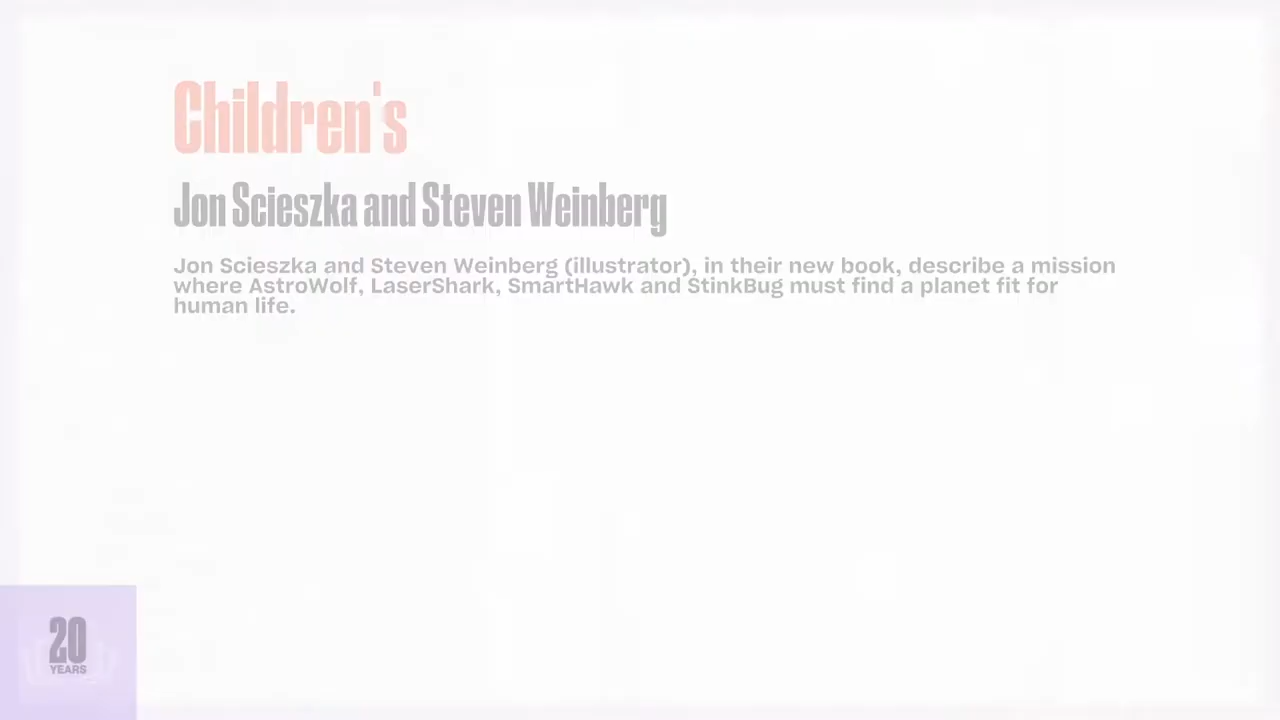 Children's
Jon Scieszka and Steven Weinberg
Jon Scieszka and Steven Weinberg (illustrator), in their new book, describe a mission
where AstroWolf, LaserShark, SmartHawk and StinkBug must find a planet fit for
human life.
20
YEARS